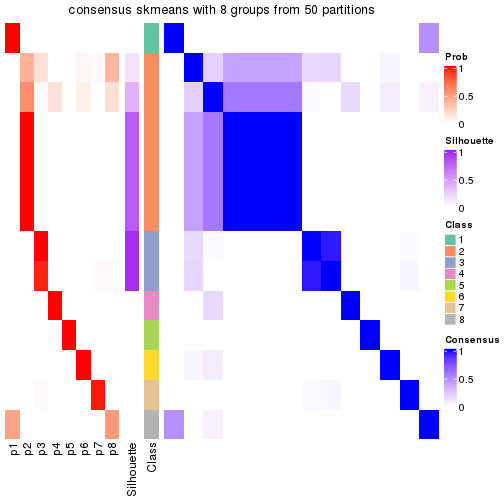 consensus skmeans with 8 groups from 50 partitions
Prob
1
0.5
0
Silhouette
1
0.5
0
Class
1
2
3
4
5
6
7
8
Consensus
1
0.5
0
p1
p2
p3
p4
p5
p6
p7
p8
Silhouette
Class